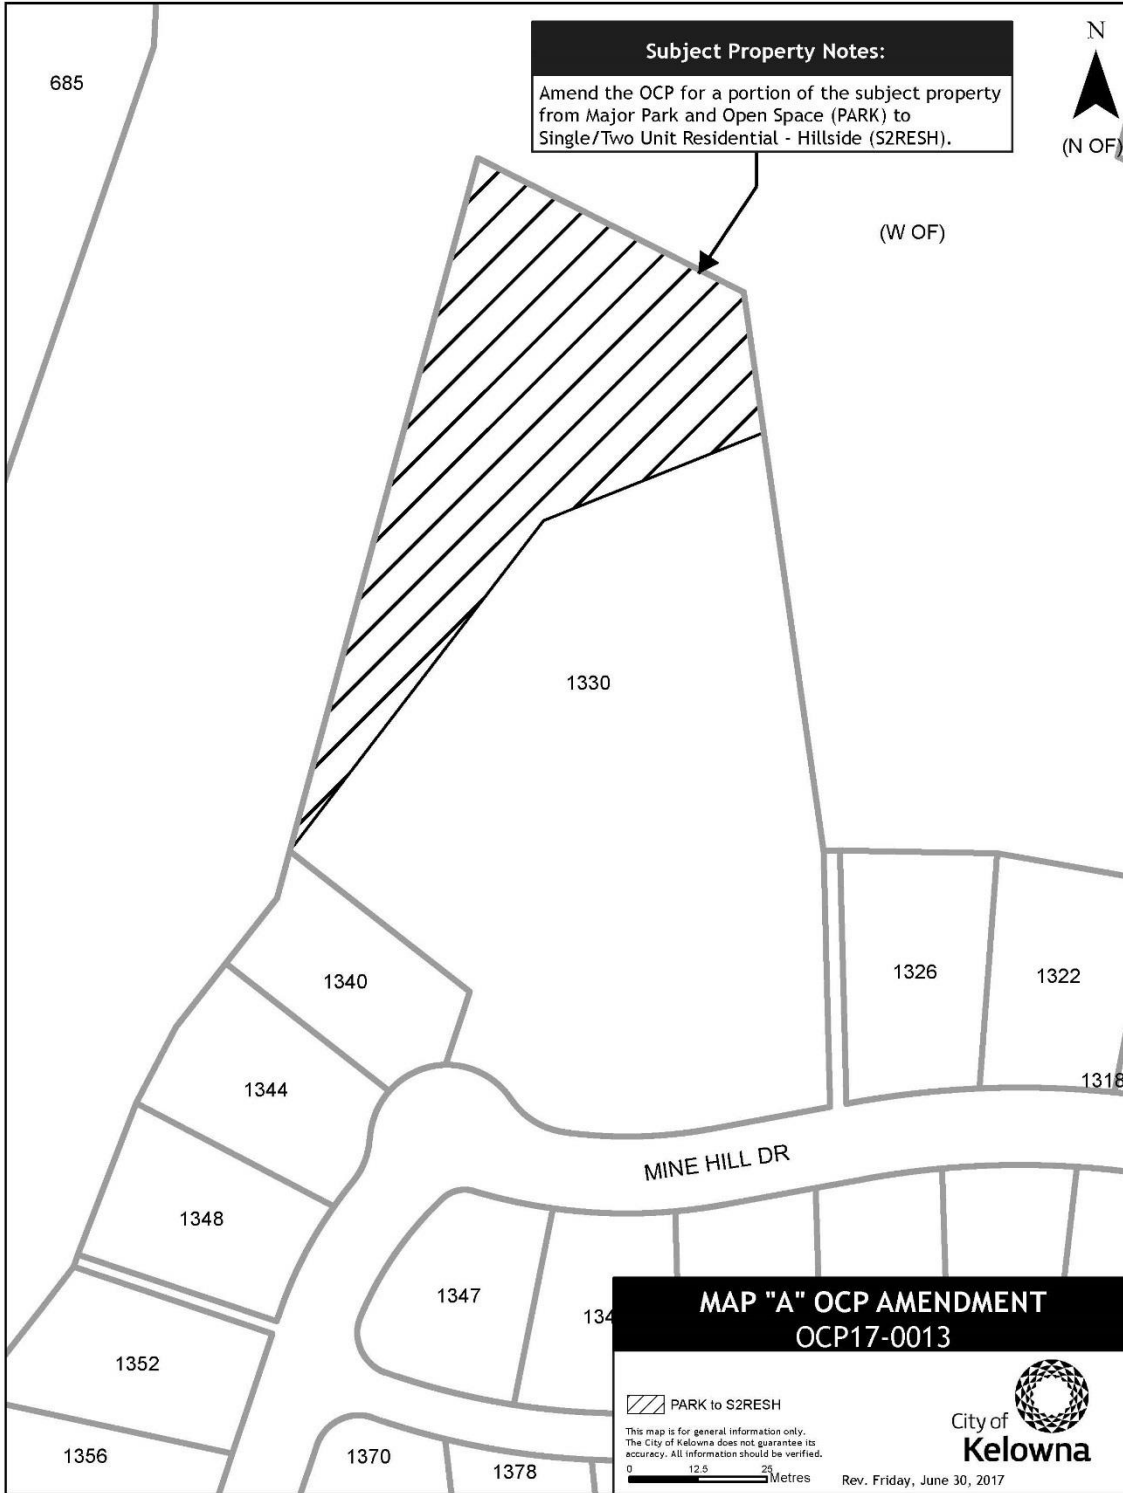 685
Subject Property Notes:
Amend the OCP for a portion of the subject property
from Major Park and Open Space (PARK) to
Single/Two Unit Residential - Hillside (S2RESH).
N
(N OF)
(W OF)
1330
1340
1326
1322
1344
1318
MINE HILL DR
1348
1347
134
1352
1356
1370
1378
MAP "A" OCP AMENDMENT
OCP17-0013
PARK to S2RESH
This map is for general information only.
The City of Kelowna does not guarantee its
accuracy. All information should be verified.
0 12.5 25 Metres
City of
Kelowna
Rev. Friday, June 30, 2017